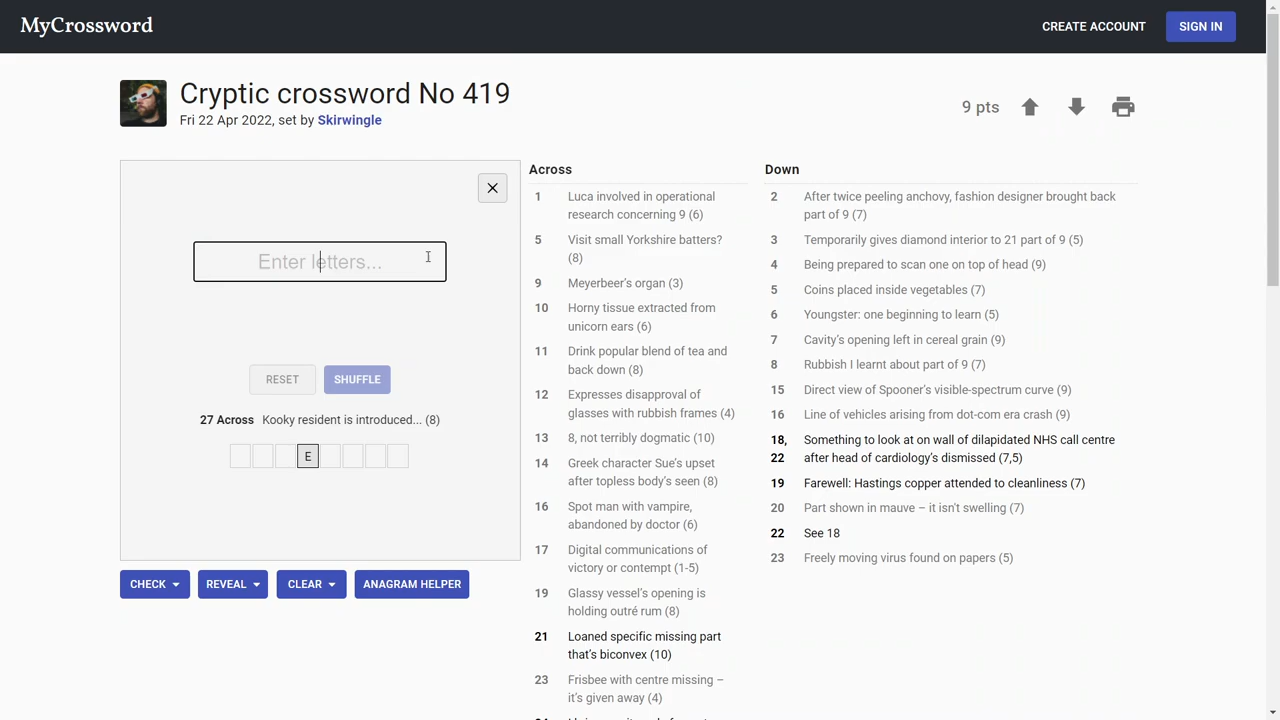 MyCrossword
CREATE ACCOUNT
SIGN IN
Cryptic crossword No 419
Fri 22 Apr 2022, set by Skirwingle
9 pts
Enter letters...
RESET
SHUFFLE
27 Across Kooky resident is introduced... (8)
E
CHECK
REVEAL
CLEAR
ANAGRAM HELPER
Across
1 Luca involved in operational
research concerning 9 (6)
5 Visit small Yorkshire batters?
(8)
9 Meyerbeer's organ (3)
10 Horny tissue extracted from
unicorn ears (6)
11 Drink popular blend of tea and
back down (8)
12 Expresses disapproval of
glasses with rubbish frames (4)
13 8, not terribly dogmatic (10)
14 Greek character Sue's upset
after topless body's seen (8)
16 Spot man with vampire,
abandoned by doctor (6)
17 Digital communications of
victory or contempt (1-5)
19 Glassy vessel's opening is
holding outré rum (8)
21 Loaned specific missing part
that's biconvex (10)
23 Frisbee with centre missing –
it's given away (4)
Down
2 After twice peeling anchovy, fashion designer brought back
part of 9 (7)
3 Temporarily gives diamond interior to 21 part of 9 (5)
4 Being prepared to scan one on top of head (9)
5 Coins placed inside vegetables (7)
6 Youngster: one beginning to learn (5)
7 Cavity's opening left in cereal grain (9)
8 Rubbish I learnt about part of 9 (7)
15 Direct view of Spooner's visible-spectrum curve (9)
16 Line of vehicles arising from dot-com era crash (9)
18, Something to look at on wall of dilapidated NHS call centre
22 after head of cardiology's dismissed (7,5)
19 Farewell: Hastings copper attended to cleanliness (7)
20 Part shown in mauve – it isn't swelling (7)
22 See 18
23 Freely moving virus found on papers (5)